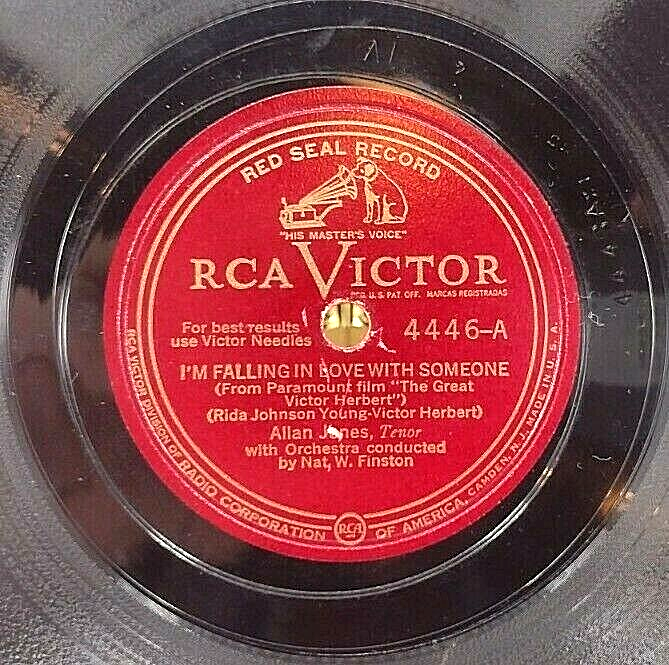 RED SEAL RECORD
"HIS MASTER'S VOICE"
RCA VICTOR
REG. U.S. PAT. OFF. MARCAS REGISTRADAS
For best results
use Victor Needles
4446-A
I'M FALLING IN LOVE WITH SOMEONE
(From Paramount film "The Great
Victor Herbert")
(Rida Johnson Young-Victor Herbert)
Allan Jones, Tenor
with Orchestra conducted
by Nat, W. Finston
RCA VICTOR DIVISION OF RADIO CORPORATION OF AMERICA, CAMDEN, N.J. MADE IN U.S.A.
RCA